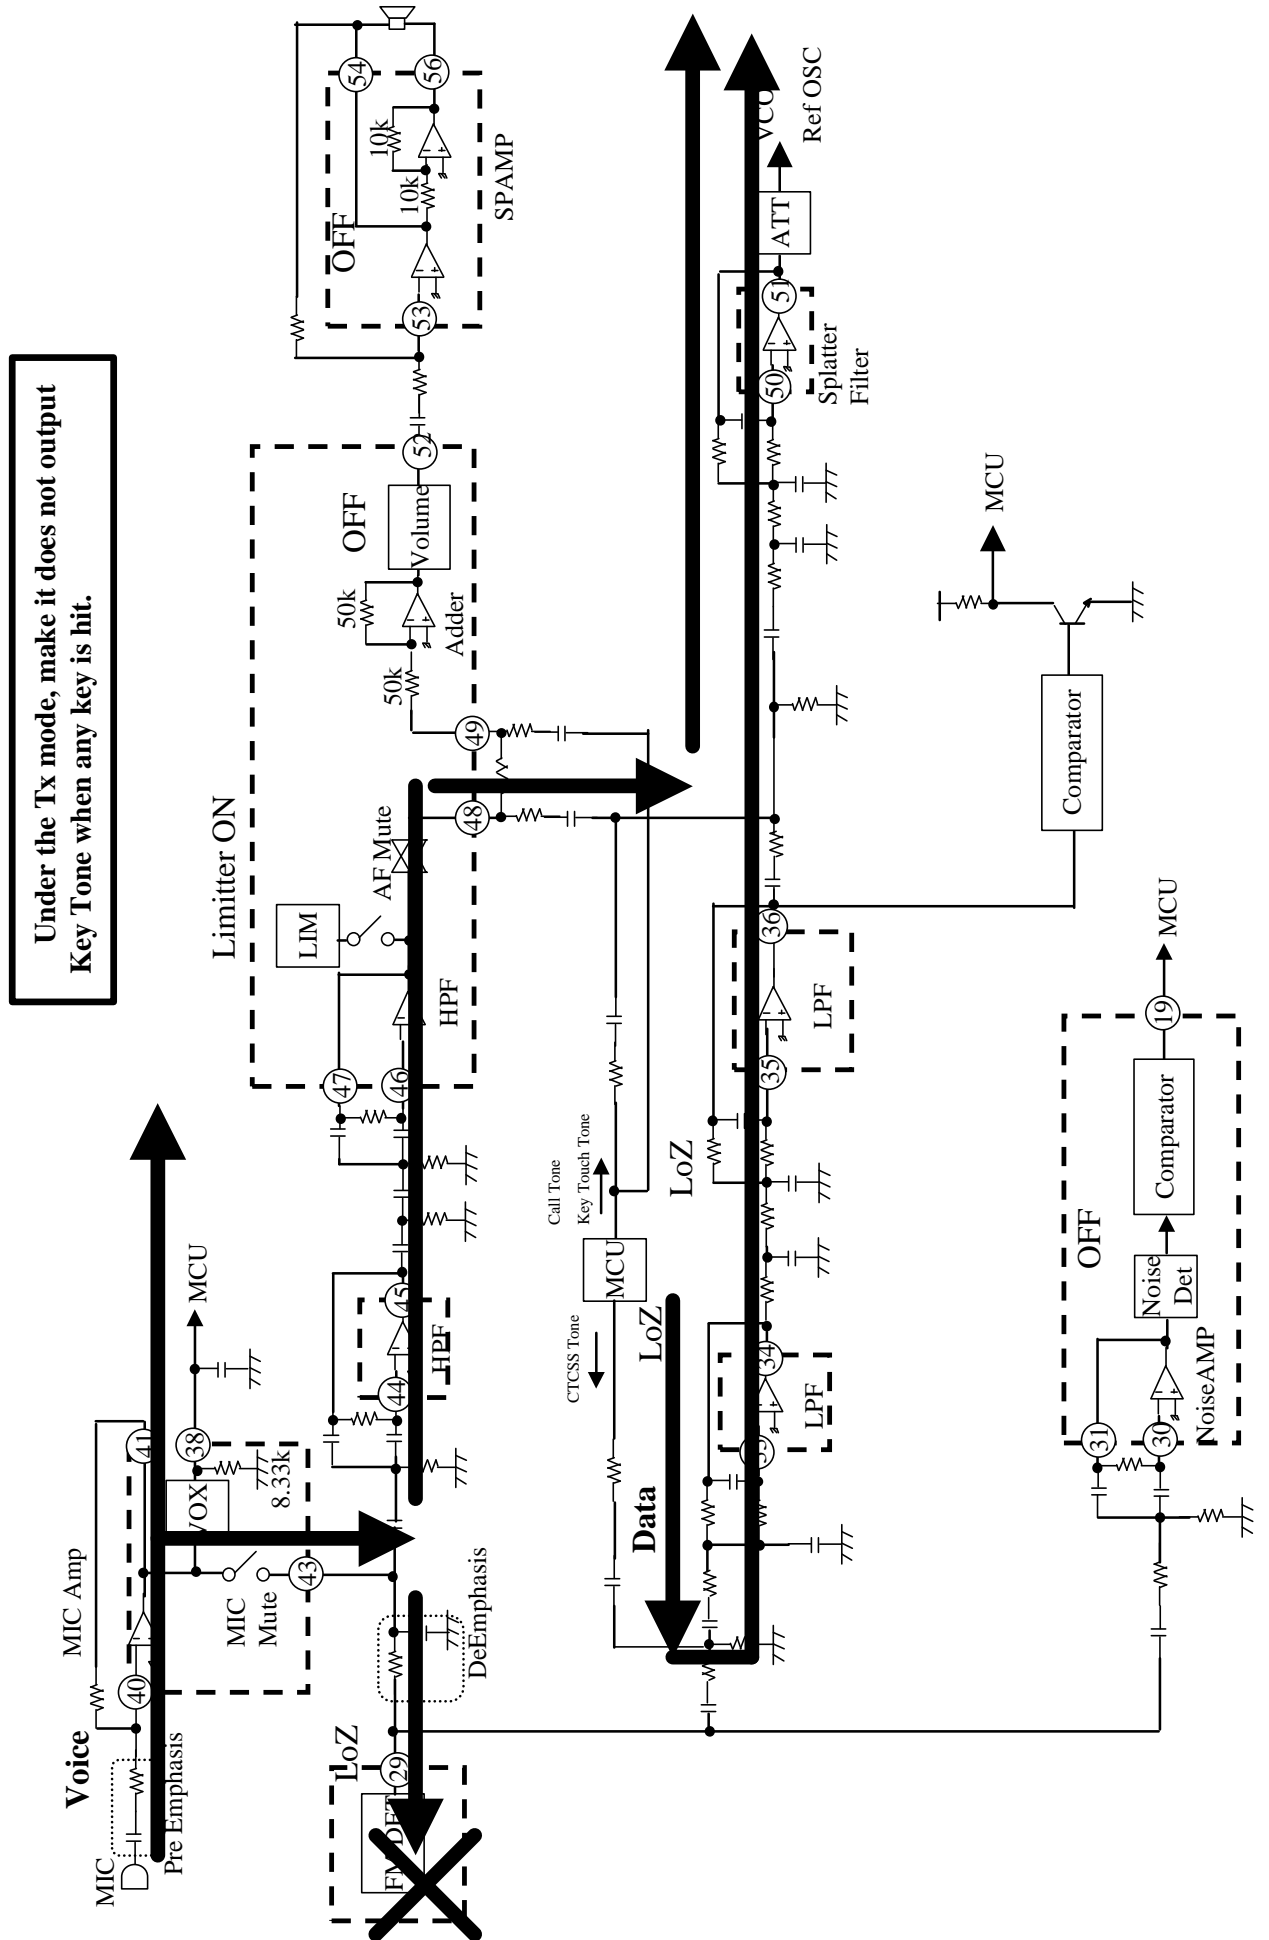 Under the Tx mode, make it does not output
Key Tone when any key is hit.
Voice
MIC Amp
MIC
40
41
Pre Emphasis
VOX
38
MCU
MIC
Mute
43
8.33k
Limitter ON
LIM
47
OFF
50k
OFF
54
10k
10k
LoZ
29
FM DET
44
45
46
AF Mute
50k
Volume
52
53
56
HPF
HPF
Adder
SPAMP
DeEmphasis
48
49
Call Tone
Key Touch Tone
MCU
CTCSS Tone
Data
LoZ
LoZ
33
34
35
36
50
51
VCO
ATT
Ref OSC
LPF
LPF
Splatter
Filter
MCU
Comparator
OFF
31
30
Noise
Det
Comparator
19
MCU
NoiseAMP